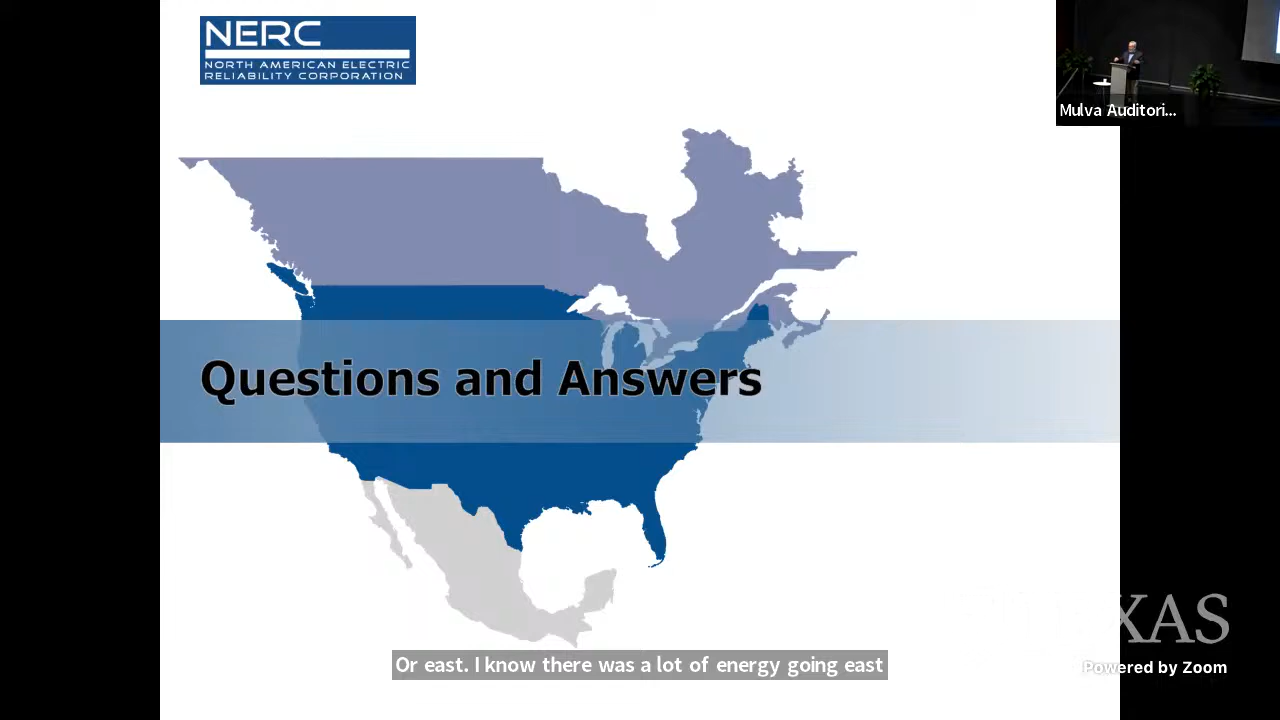 NERC
NORTH AMERICAN ELECTRIC
RELIABILITY CORPORATION
Mulva Auditori...
Questions and Answers
XAS
Or east. I know there was a lot of energy going east
Powered by Zoom